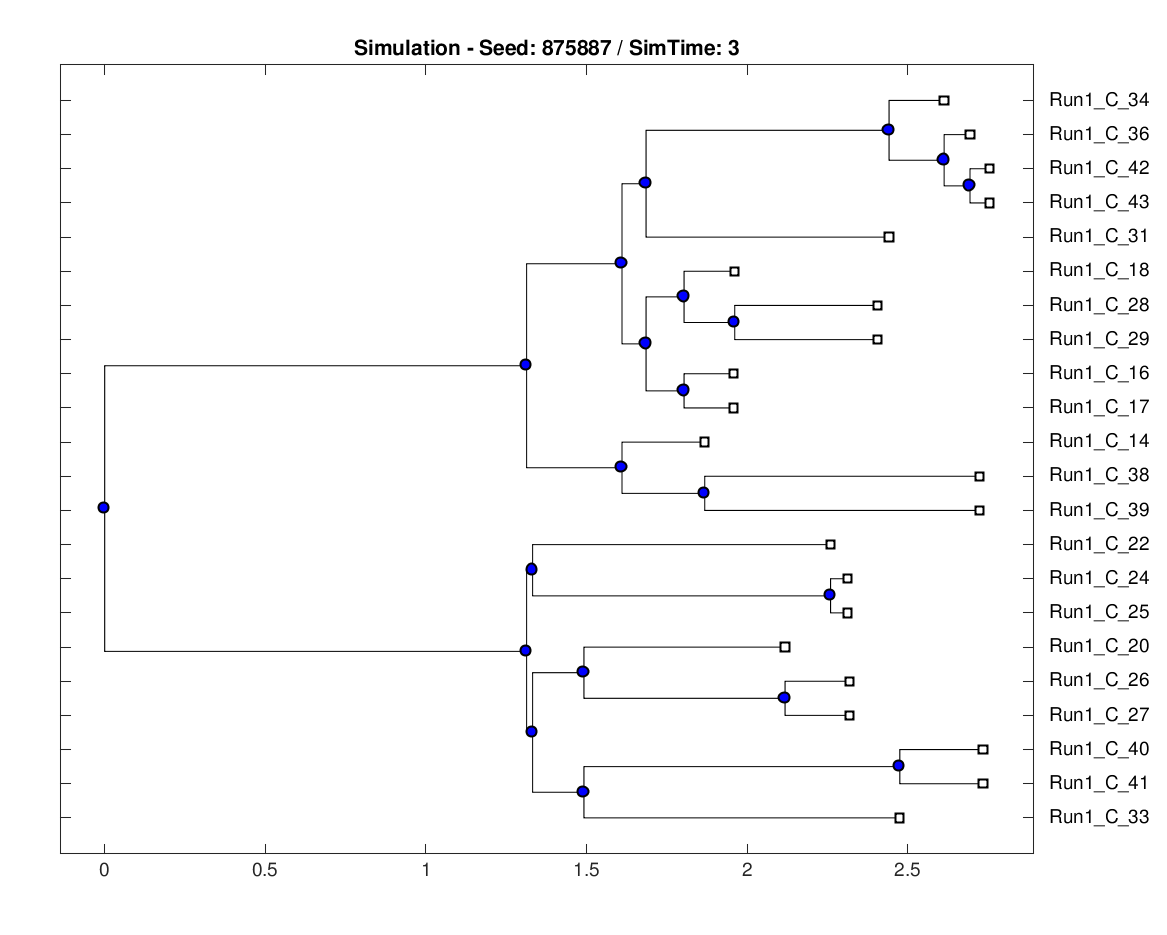 Simulation - Seed: 875887 / SimTime: 3
Run1_C_34
Run1_C_36
Run1_C_42
Run1_C_43
Run1_C_31
Run1_C_18
Run1_C_28
Run1_C_29
Run1_C_16
Run1_C_17
Run1_C_14
Run1_C_38
Run1_C_39
Run1_C_22
Run1_C_24
Run1_C_25
Run1_C_20
Run1_C_26
Run1_C_27
Run1_C_40
Run1_C_41
Run1_C_33
0 0.5 1 1.5 2 2.5